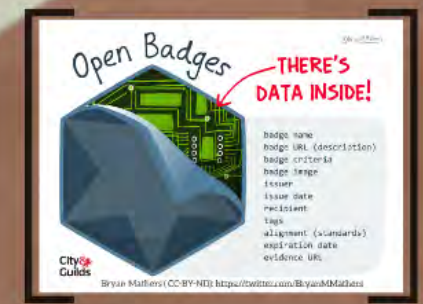 Open Badges
THERE'S
DATA INSIDE!
badge name
badge URL (description)
badge criteria
badge image
issuer
issue date
recipient
tags
alignment (standards)
expiration date
evidence URL
City&
Guilds
Bryan Mathers (CC-BY-ND): https://twitter.com/BryanMMathers